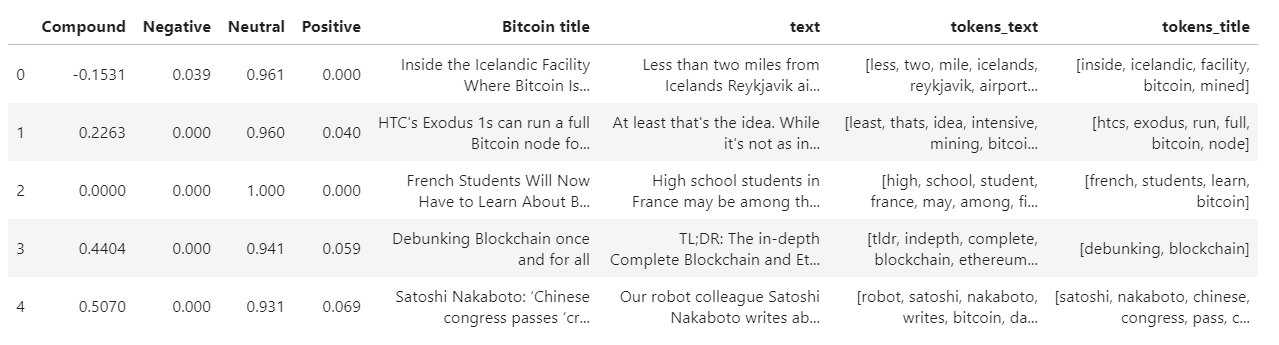 Compound Negative Neutral Positive Bitcoin title text tokens_text tokens_title
0 -0.1531 0.039 0.961 0.000 Inside the Icelandic Facility Less than two miles from [less, two, mile, icelands, [inside, icelandic, facility,
Where Bitcoin Is... Icelands Reykjavik ai... reykjavik, airport... bitcoin, mined]
1 0.2263 0.000 0.960 0.040 HTC's Exodus 1s can run a full At least that's the idea. While [least, thats, idea, intensive, [htcs, exodus, run, full,
Bitcoin node fo... it's not as in... mining, bitcoi... bitcoin, node]
2 0.0000 0.000 1.000 0.000 French Students Will Now High school students in [high, school, student, [french, students, learn,
Have to Learn About B... France may be among th... france, may, among, fi... bitcoin]
3 0.4404 0.000 0.941 0.059 Debunking Blockchain once TL;DR: The in-depth [tldr, indepth, complete, [debunking, blockchain]
and for all Complete Blockchain and Et... blockchain, ethereum...
4 0.5070 0.000 0.931 0.069 Satoshi Nakaboto: ‘Chinese Our robot colleague Satoshi [robot, satoshi, nakaboto, [satoshi, nakaboto, chinese,
congress passes ‘cr... Nakaboto writes ab... writes, bitcoin, da... congress, pass, c...